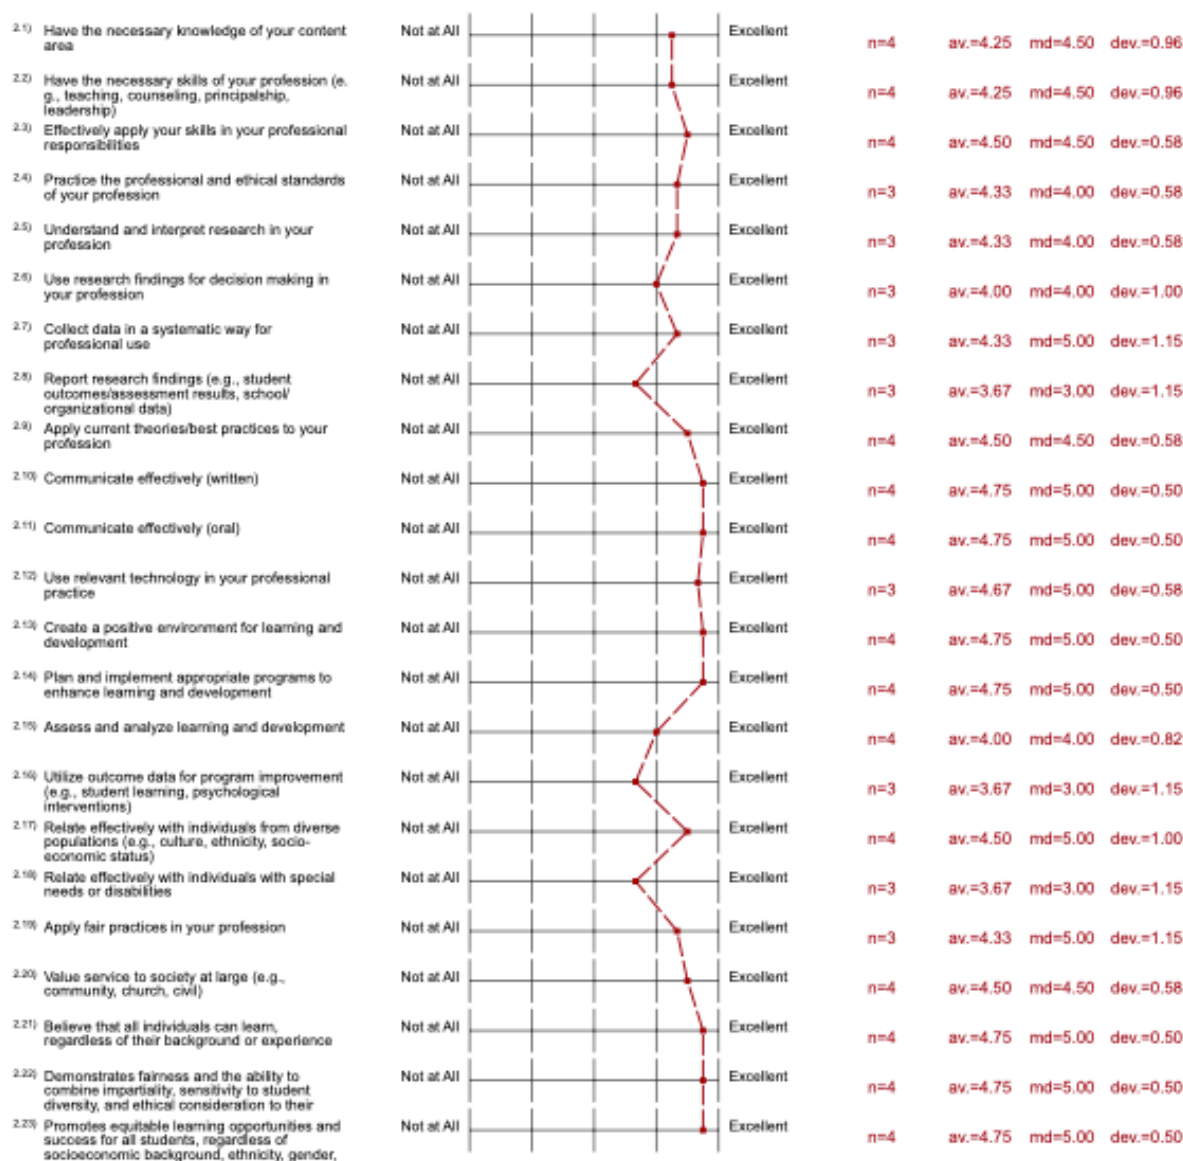 2.1) Have the necessary knowledge of your content Not at All Excellent
area n=4 av.=4.25 md=4.50 dev.=0.96
2.2) Have the necessary skills of your profession (e. Not at All Excellent
g., teaching, counseling, principalship, n=4 av.=4.25 md=4.50 dev.=0.96
leadership)
2.3) Effectively apply your skills in your professional Not at All Excellent
responsibilities n=4 av.=4.50 md=4.50 dev.=0.58
2.4) Practice the professional and ethical standards Not at All Excellent
of your profession n=3 av.=4.33 md=4.00 dev.=0.58
2.5) Understand and interpret research in your Not at All Excellent
profession n=3 av.=4.33 md=4.00 dev.=0.58
2.6) Use research findings for decision making in Not at All Excellent
your profession n=3 av.=4.00 md=4.00 dev.=1.00
2.7) Collect data in a systematic way for Not at All Excellent
professional use n=3 av.=4.33 md=5.00 dev.=1.15
2.8) Report research findings (e.g., student Not at All Excellent
outcomes/assessment results, school/ n=3 av.=3.67 md=3.00 dev.=1.15
organizational data)
2.9) Apply current theories/best practices to your Not at All Excellent
profession n=4 av.=4.50 md=4.50 dev.=0.58
2.10) Communicate effectively (written) Not at All Excellent
n=4 av.=4.75 md=5.00 dev.=0.50
2.11) Communicate effectively (oral) Not at All Excellent
n=4 av.=4.75 md=5.00 dev.=0.50
2.12) Use relevant technology in your professional Not at All Excellent
practice n=3 av.=4.67 md=5.00 dev.=0.58
2.13) Create a positive environment for learning and Not at All Excellent
development n=4 av.=4.75 md=5.00 dev.=0.50
2.14) Plan and implement appropriate programs to Not at All Excellent
enhance learning and development n=4 av.=4.75 md=5.00 dev.=0.50
2.15) Assess and analyze learning and development Not at All Excellent
n=4 av.=4.00 md=4.00 dev.=0.82
2.16) Utilize outcome data for program improvement Not at All Excellent
(e.g., student learning, psychological n=3 av.=3.67 md=3.00 dev.=1.15
interventions)
2.17) Relate effectively with individuals from diverse Not at All Excellent
populations (e.g., culture, ethnicity, socio- n=4 av.=4.50 md=5.00 dev.=1.00
economic status)
2.18) Relate effectively with individuals with special Not at All Excellent
needs or disabilities n=3 av.=3.67 md=3.00 dev.=1.15
2.19) Apply fair practices in your profession Not at All Excellent
n=3 av.=4.33 md=5.00 dev.=1.15
2.20) Value service to society at large (e.g., Not at All Excellent
community, church, civil) n=4 av.=4.50 md=4.50 dev.=0.58
2.21) Believe that all individuals can learn, Not at All Excellent
regardless of their background or experience n=4 av.=4.75 md=5.00 dev.=0.50
2.22) Demonstrates fairness and the ability to Not at All Excellent
combine impartiality, sensitivity to student n=4 av.=4.75 md=5.00 dev.=0.50
diversity, and ethical consideration to their
2.23) Promotes equitable learning opportunities and Not at All Excellent
success for all students, regardless of n=4 av.=4.75 md=5.00 dev.=0.50
socioeconomic background, ethnicity, gender,